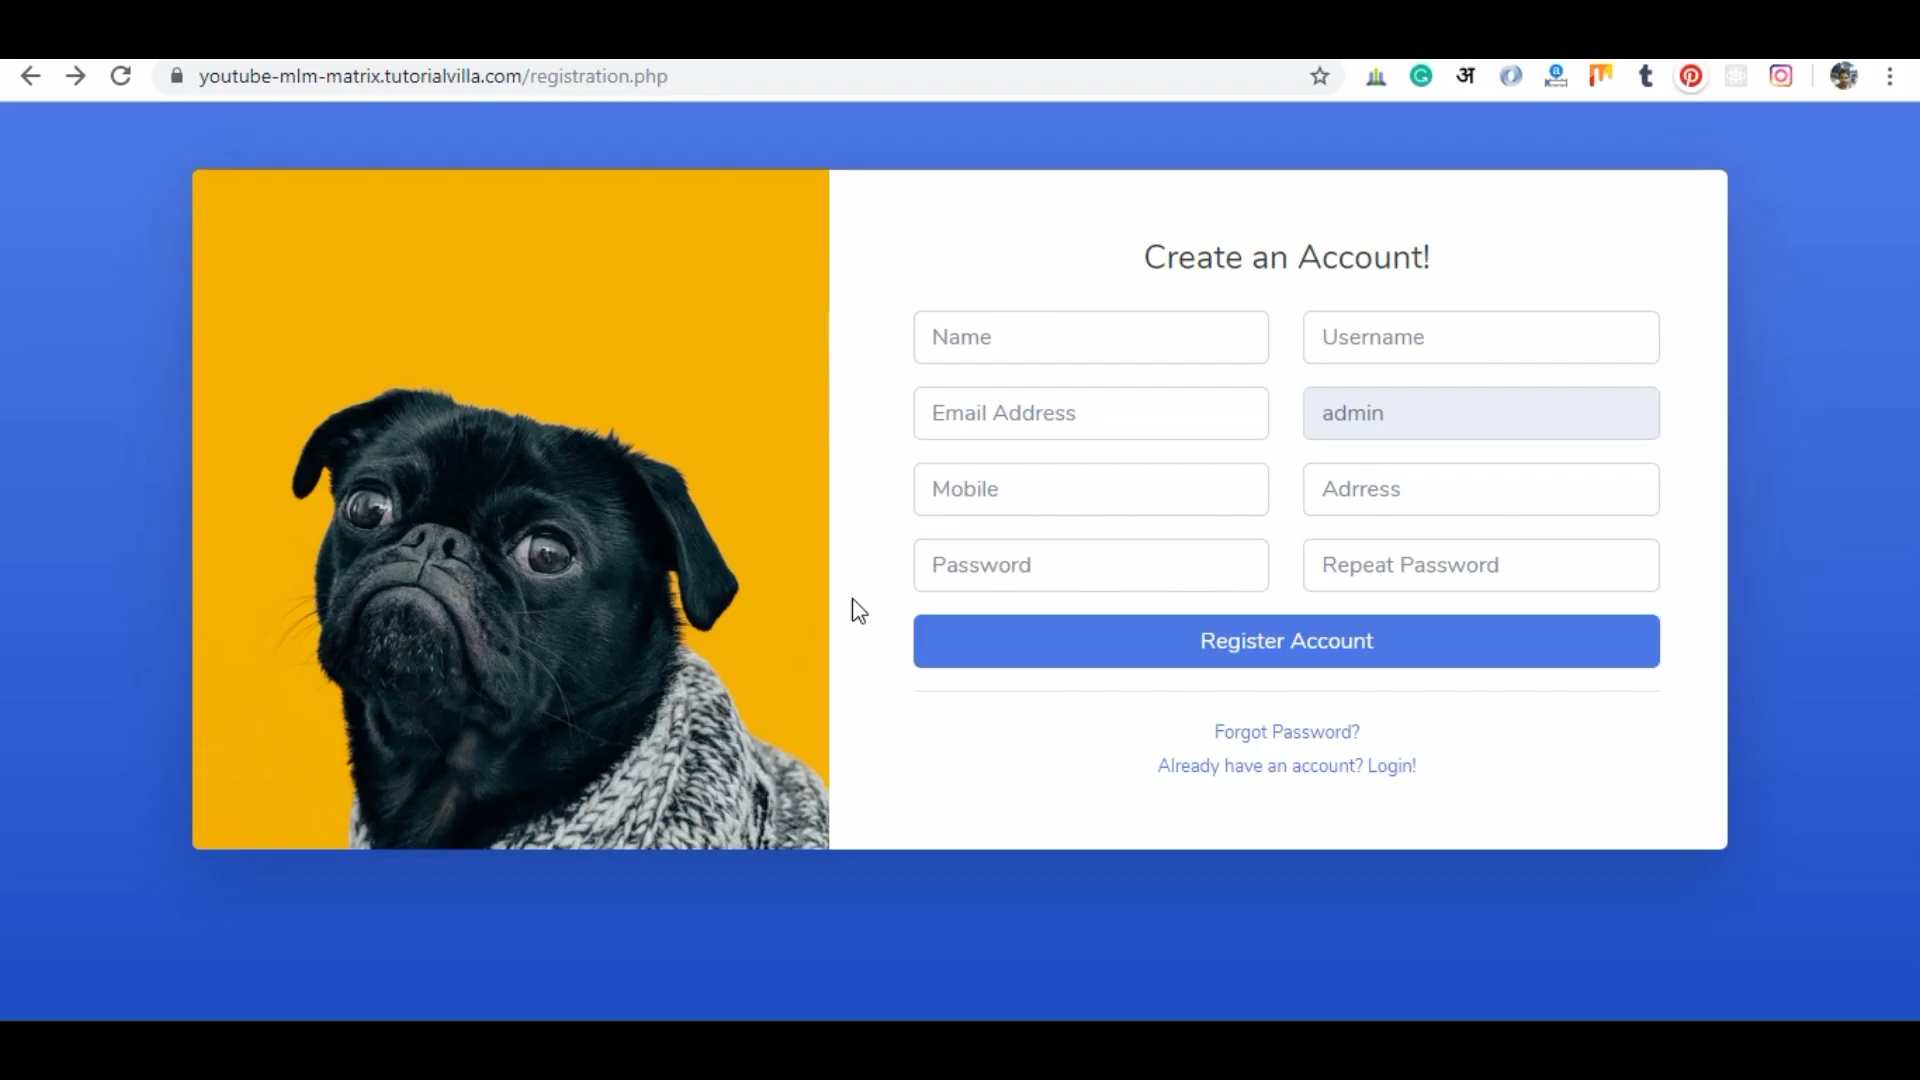 youtube-mlm-matrix.tutorialvilla.com/registration.php
अ
Create an Account!
Name Username
Email Address admin
Mobile Adrress
Password Repeat Password
Register Account
Forgot Password?
Already have an account? Login!